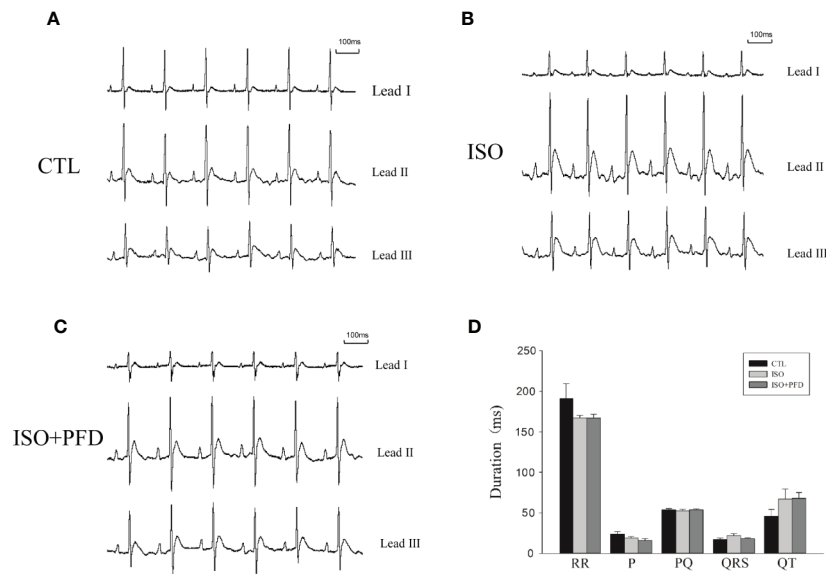 A
100ms
Lead I
CTL
Lead II
Lead III
B
100ms
Lead I
ISO
Lead II
Lead III
C
100ms
Lead I
ISO+PFD
Lead II
Lead III
D
250
200
150
100
50
0
Duration (ms)
CTL
ISO
ISO+PFD
RR P PQ QRS QT